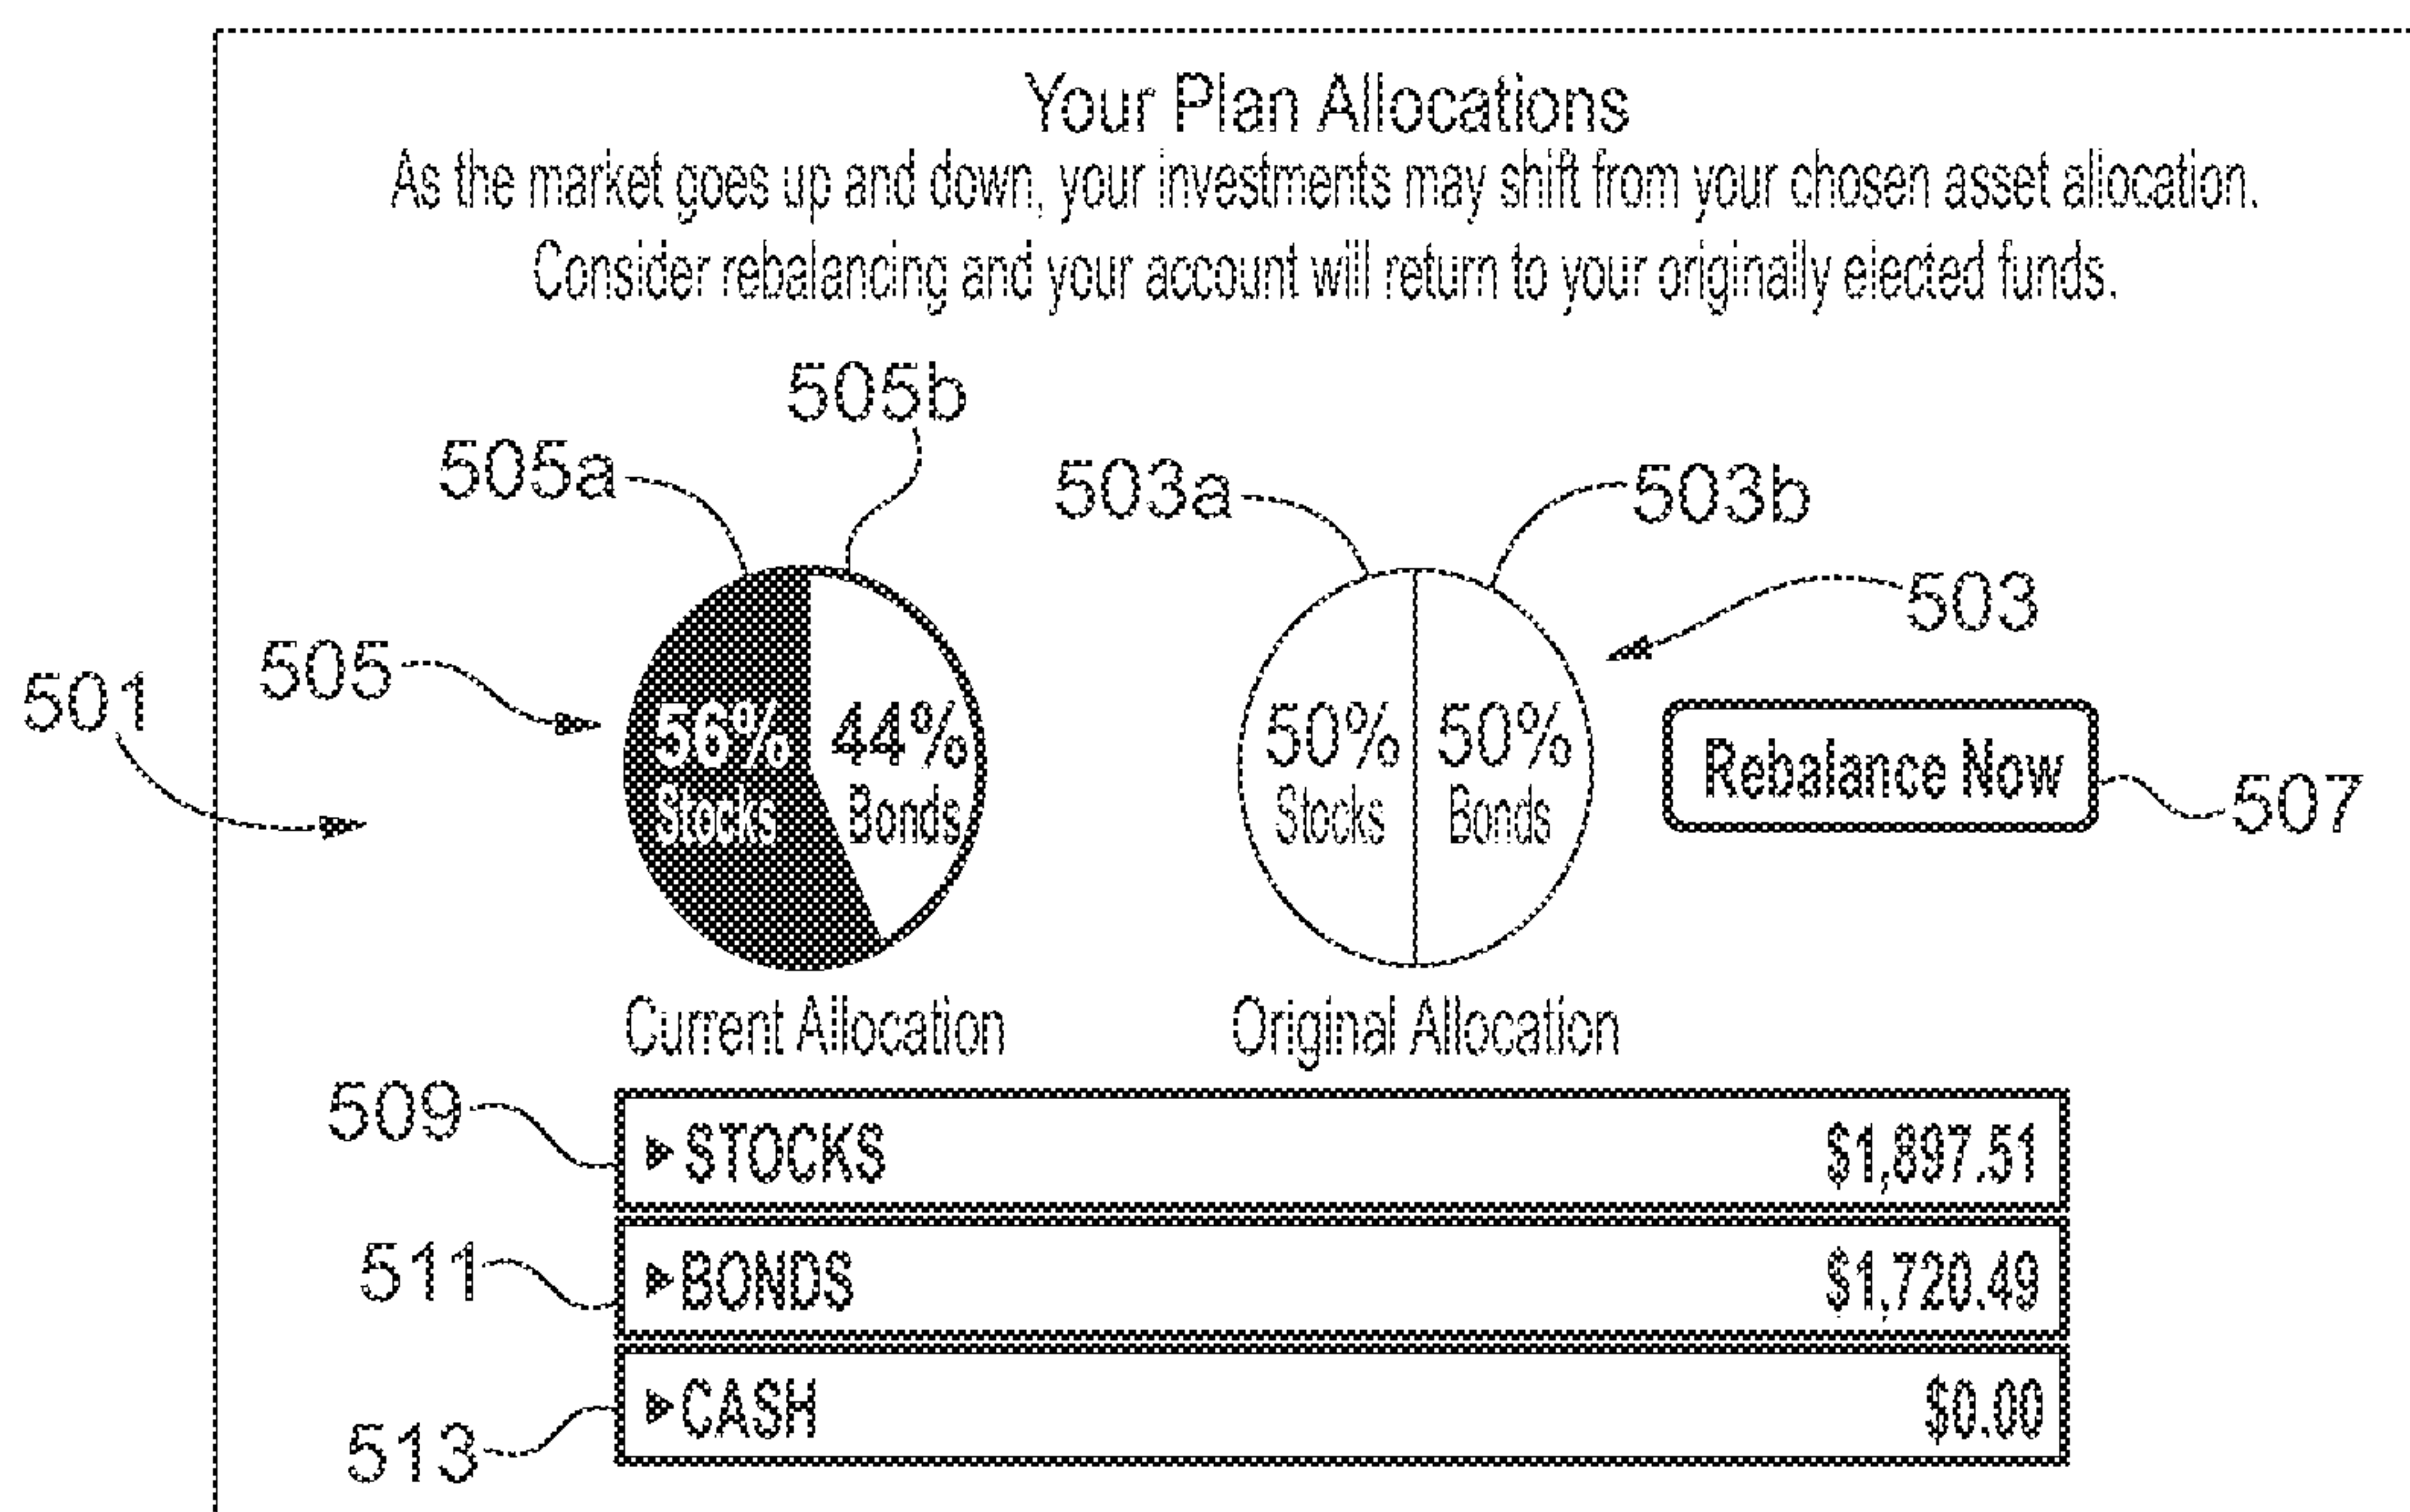 Your Plan Allocations
As the market goes up and down, your investments may shift from your chosen asset allocation.
Consider rebalancing and your account will return to your originally elected funds.
505b
505a
503a
503b
503
505
501
56%
Stocks
44%
Bonds
50%
Stocks
50%
Bonds
Rebalance Now
507
Current Allocation
Original Allocation
509
STOCKS $1,897.51
511
BONDS $1,720.49
513
CASH $0.00